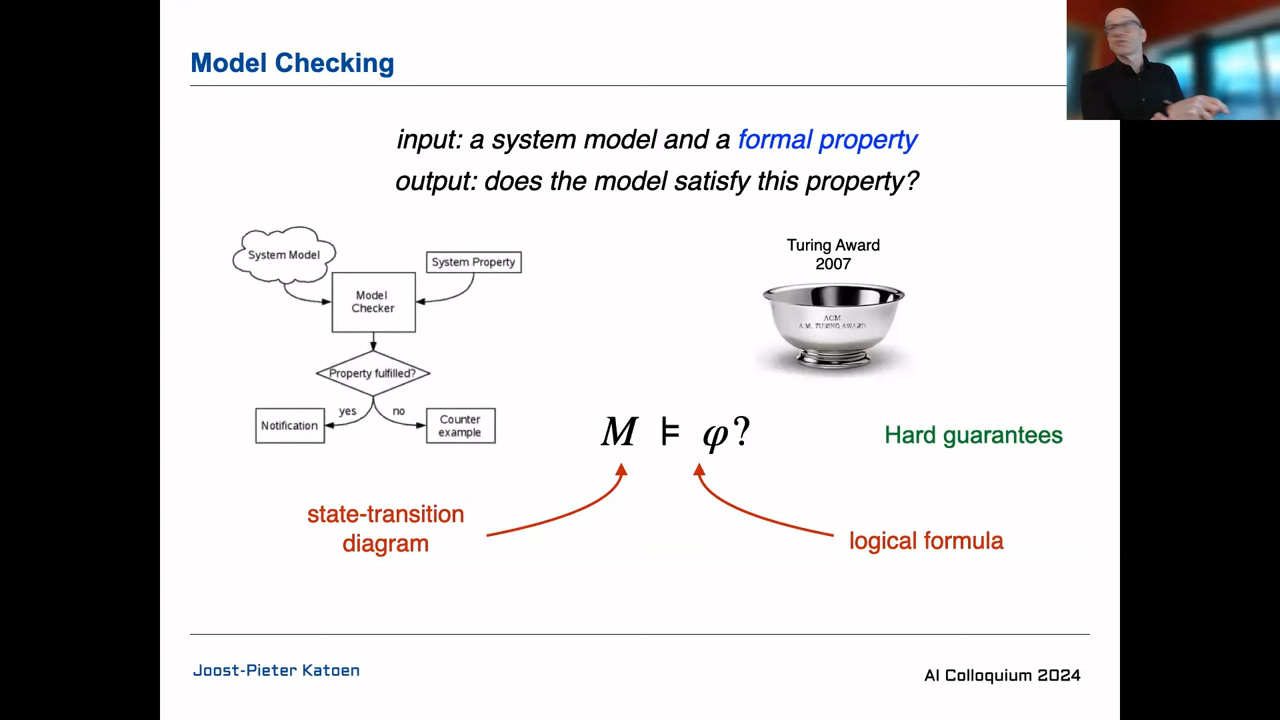 Model Checking
input: a system model and a formal property
output: does the model satisfy this property?
System Model
System Property
Model
Checker
Property fulfilled?
yes
no
Notification
Counter
example
Turing Award
2007
ACM
A.M. TURING AWARD
M ⊨ φ?
Hard guarantees
state-transition
diagram
logical formula
Joost-Pieter Katoen
AI Colloquium 2024